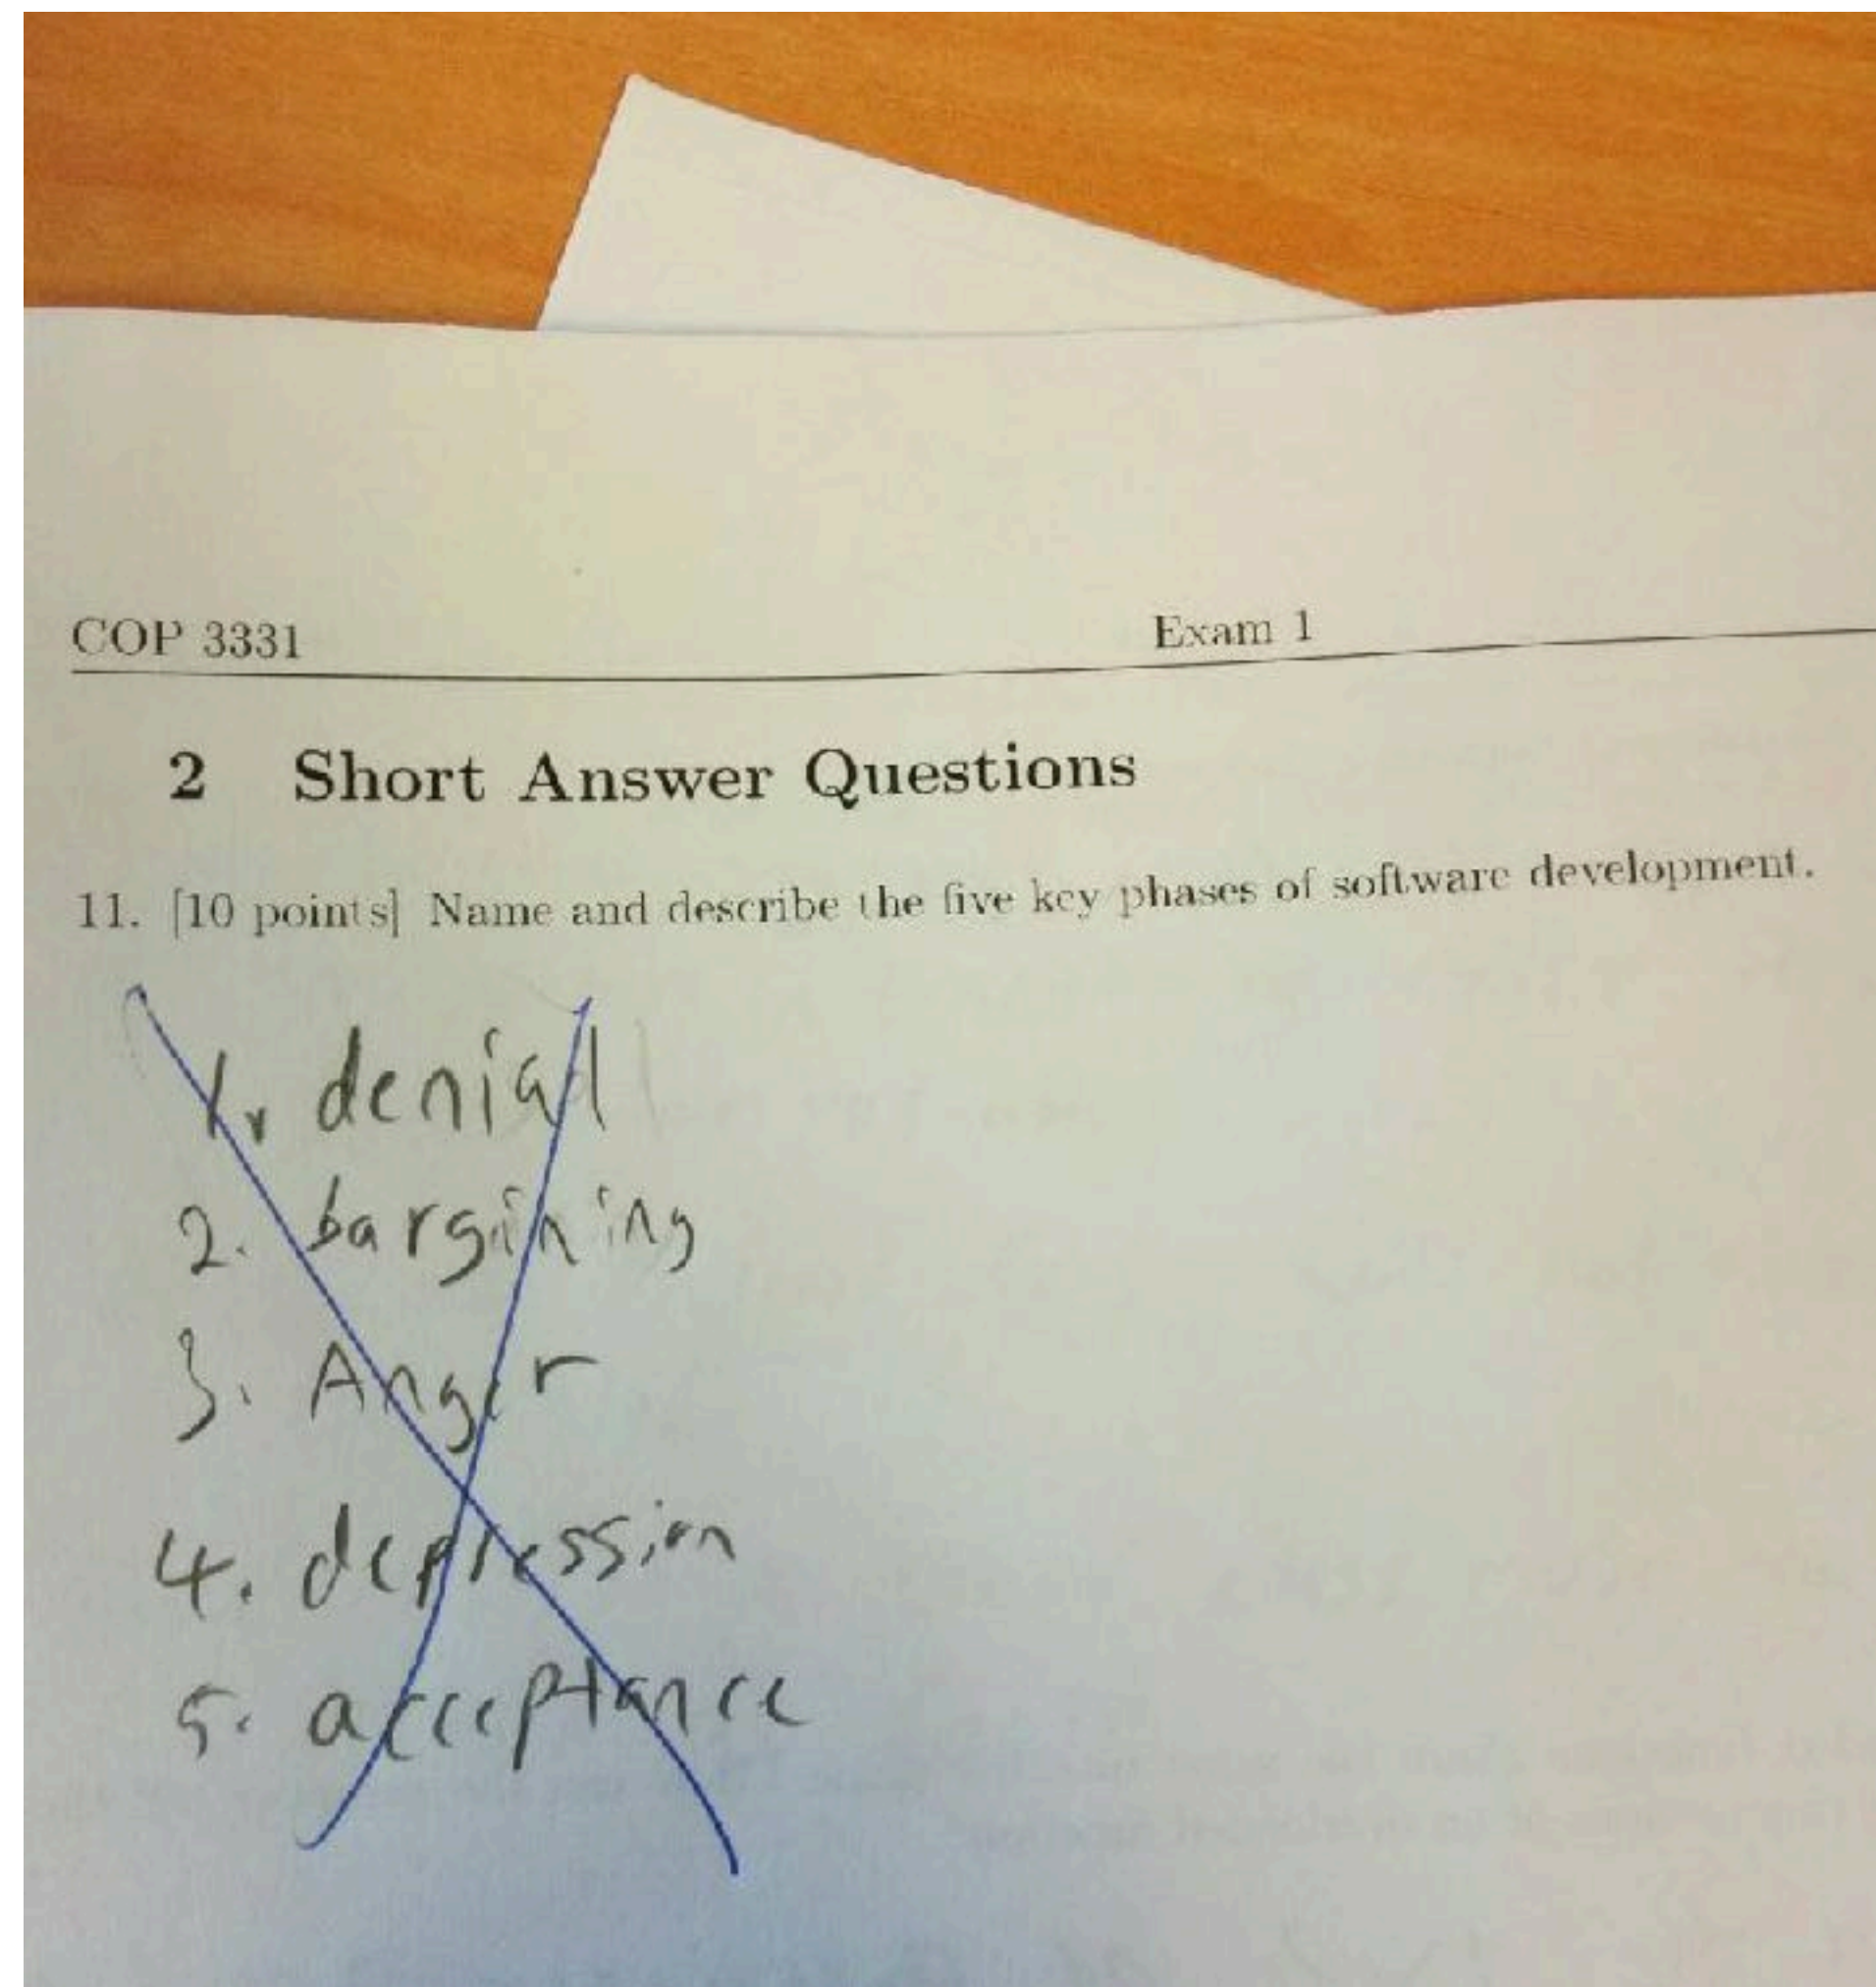 COP 3331 Exam 1
2 Short Answer Questions
11. [10 points] Name and describe the five key phases of software development.
1. denial
2. bargining
3. Anger
4. depression
5. acceptance